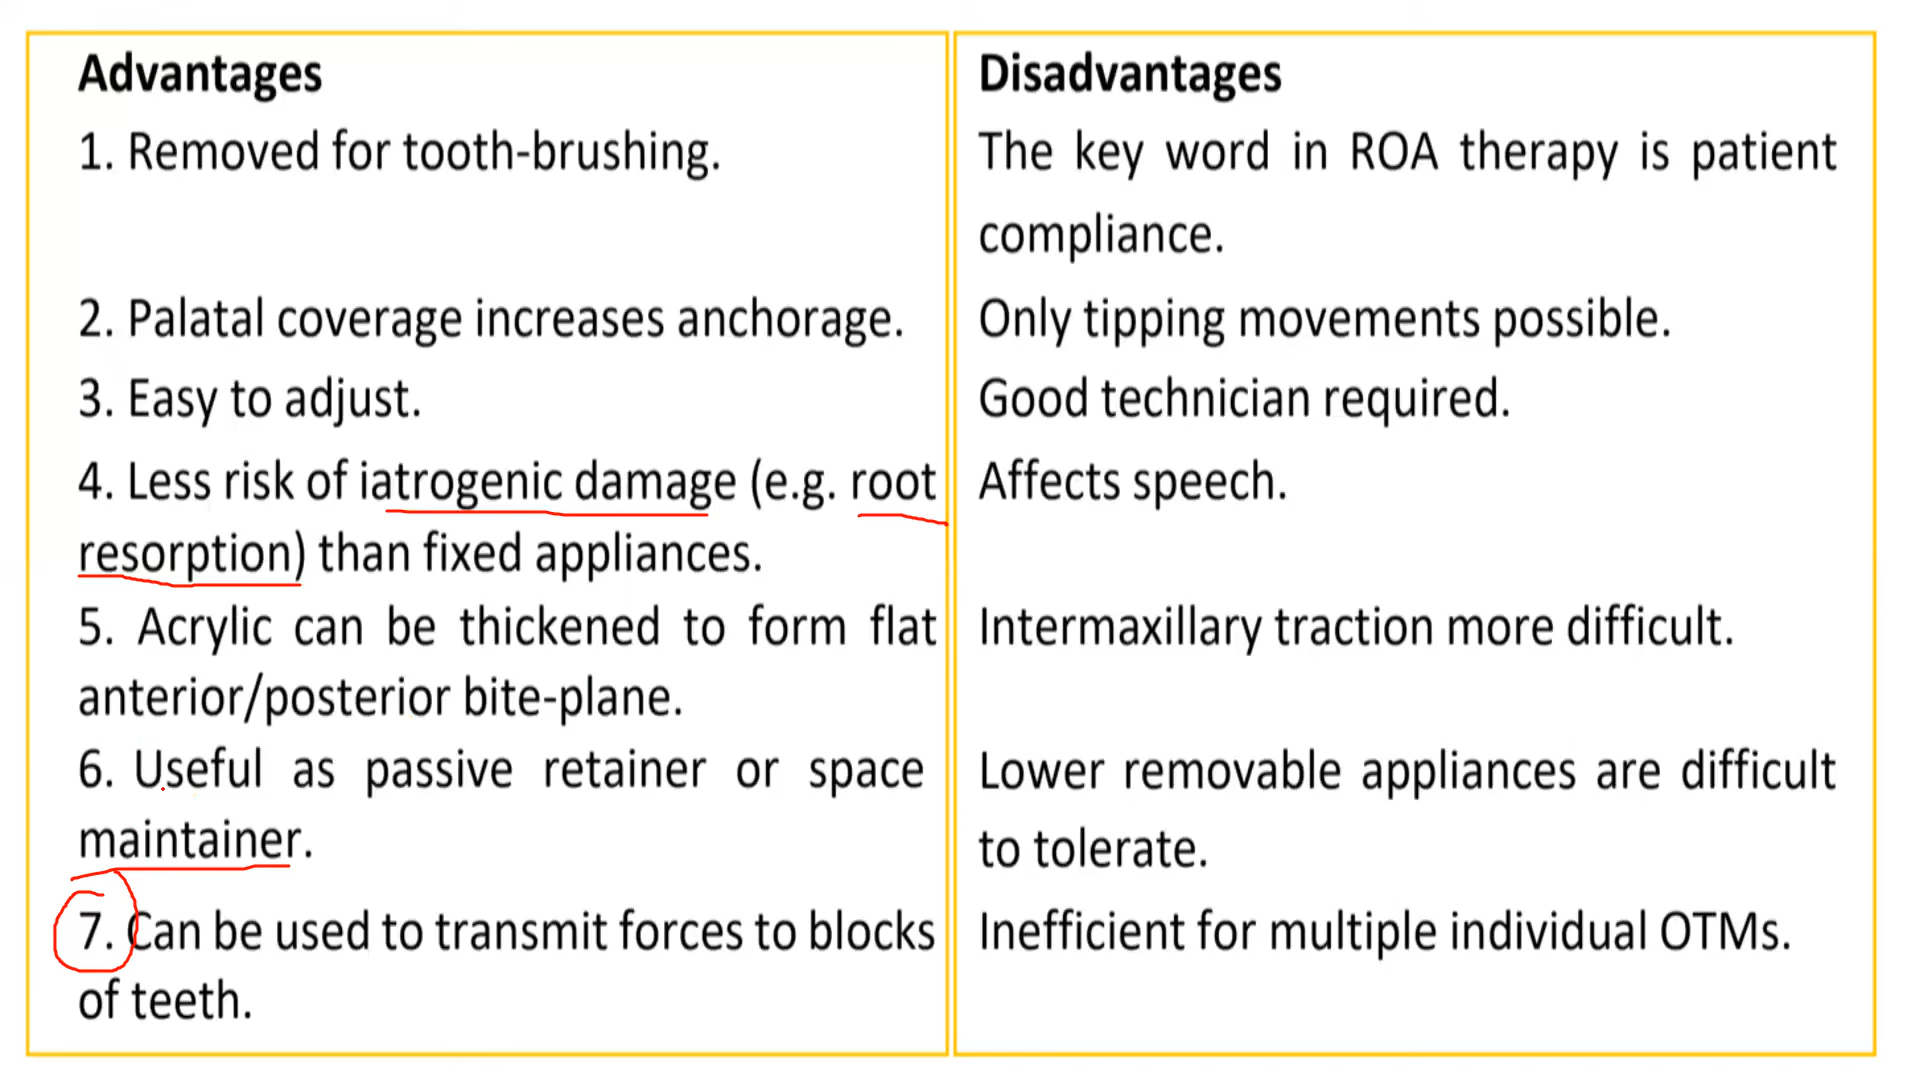 Advantages
1. Removed for tooth-brushing.
2. Palatal coverage increases anchorage.
3. Easy to adjust.
4. Less risk of iatrogenic damage (e.g. root
resorption) than fixed appliances.
5. Acrylic can be thickened to form flat
anterior/posterior bite-plane.
6. Useful as passive retainer or space
maintainer.
7. Can be used to transmit forces to blocks
of teeth.
Disadvantages
The key word in ROA therapy is patient
compliance.
Only tipping movements possible.
Good technician required.
Affects speech.
Intermaxillary traction more difficult.
Lower removable appliances are difficult
to tolerate.
Inefficient for multiple individual OTMs.